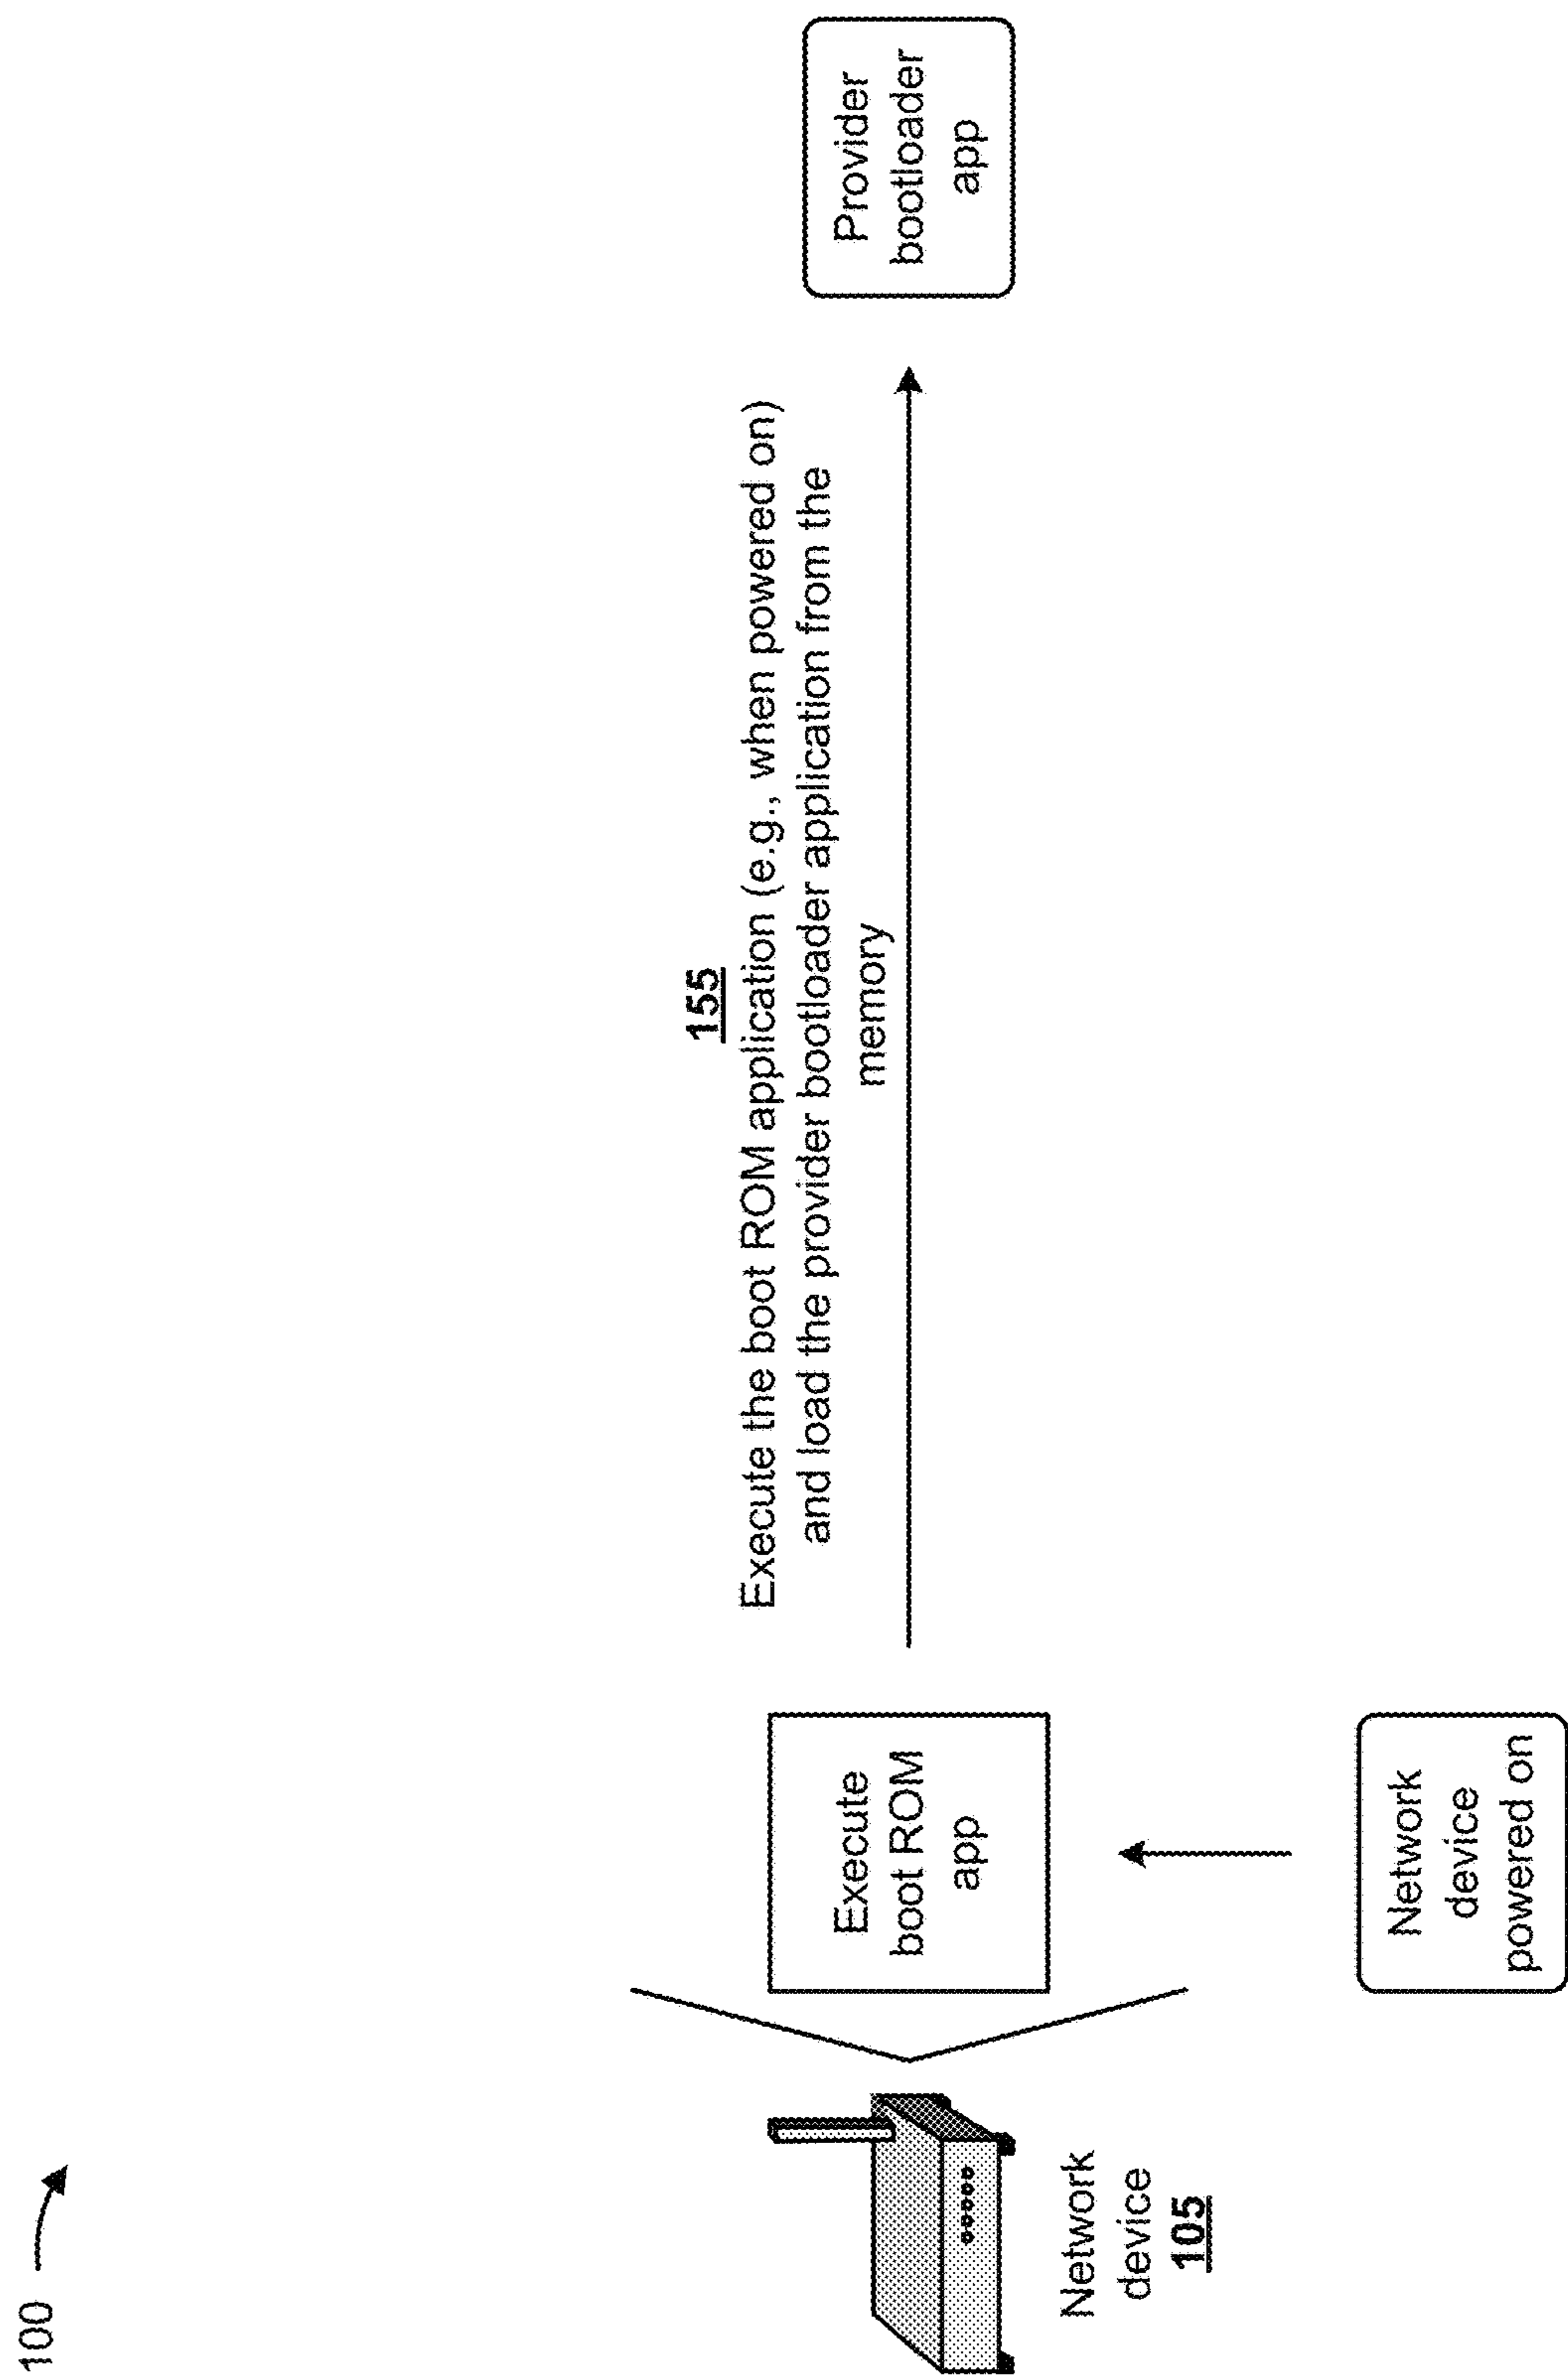 100
155
Execute the boot ROM application (e.g., when powered on)
and load the provider bootloader application from the
memory
Provider
bootloader
app
Execute
boot ROM
app
Network
device
105
Network
device
powered on